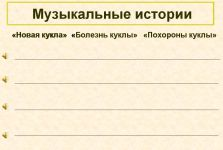 Музыкальные истории
«Новая кукла» «Болезнь куклы» «Похороны куклы»